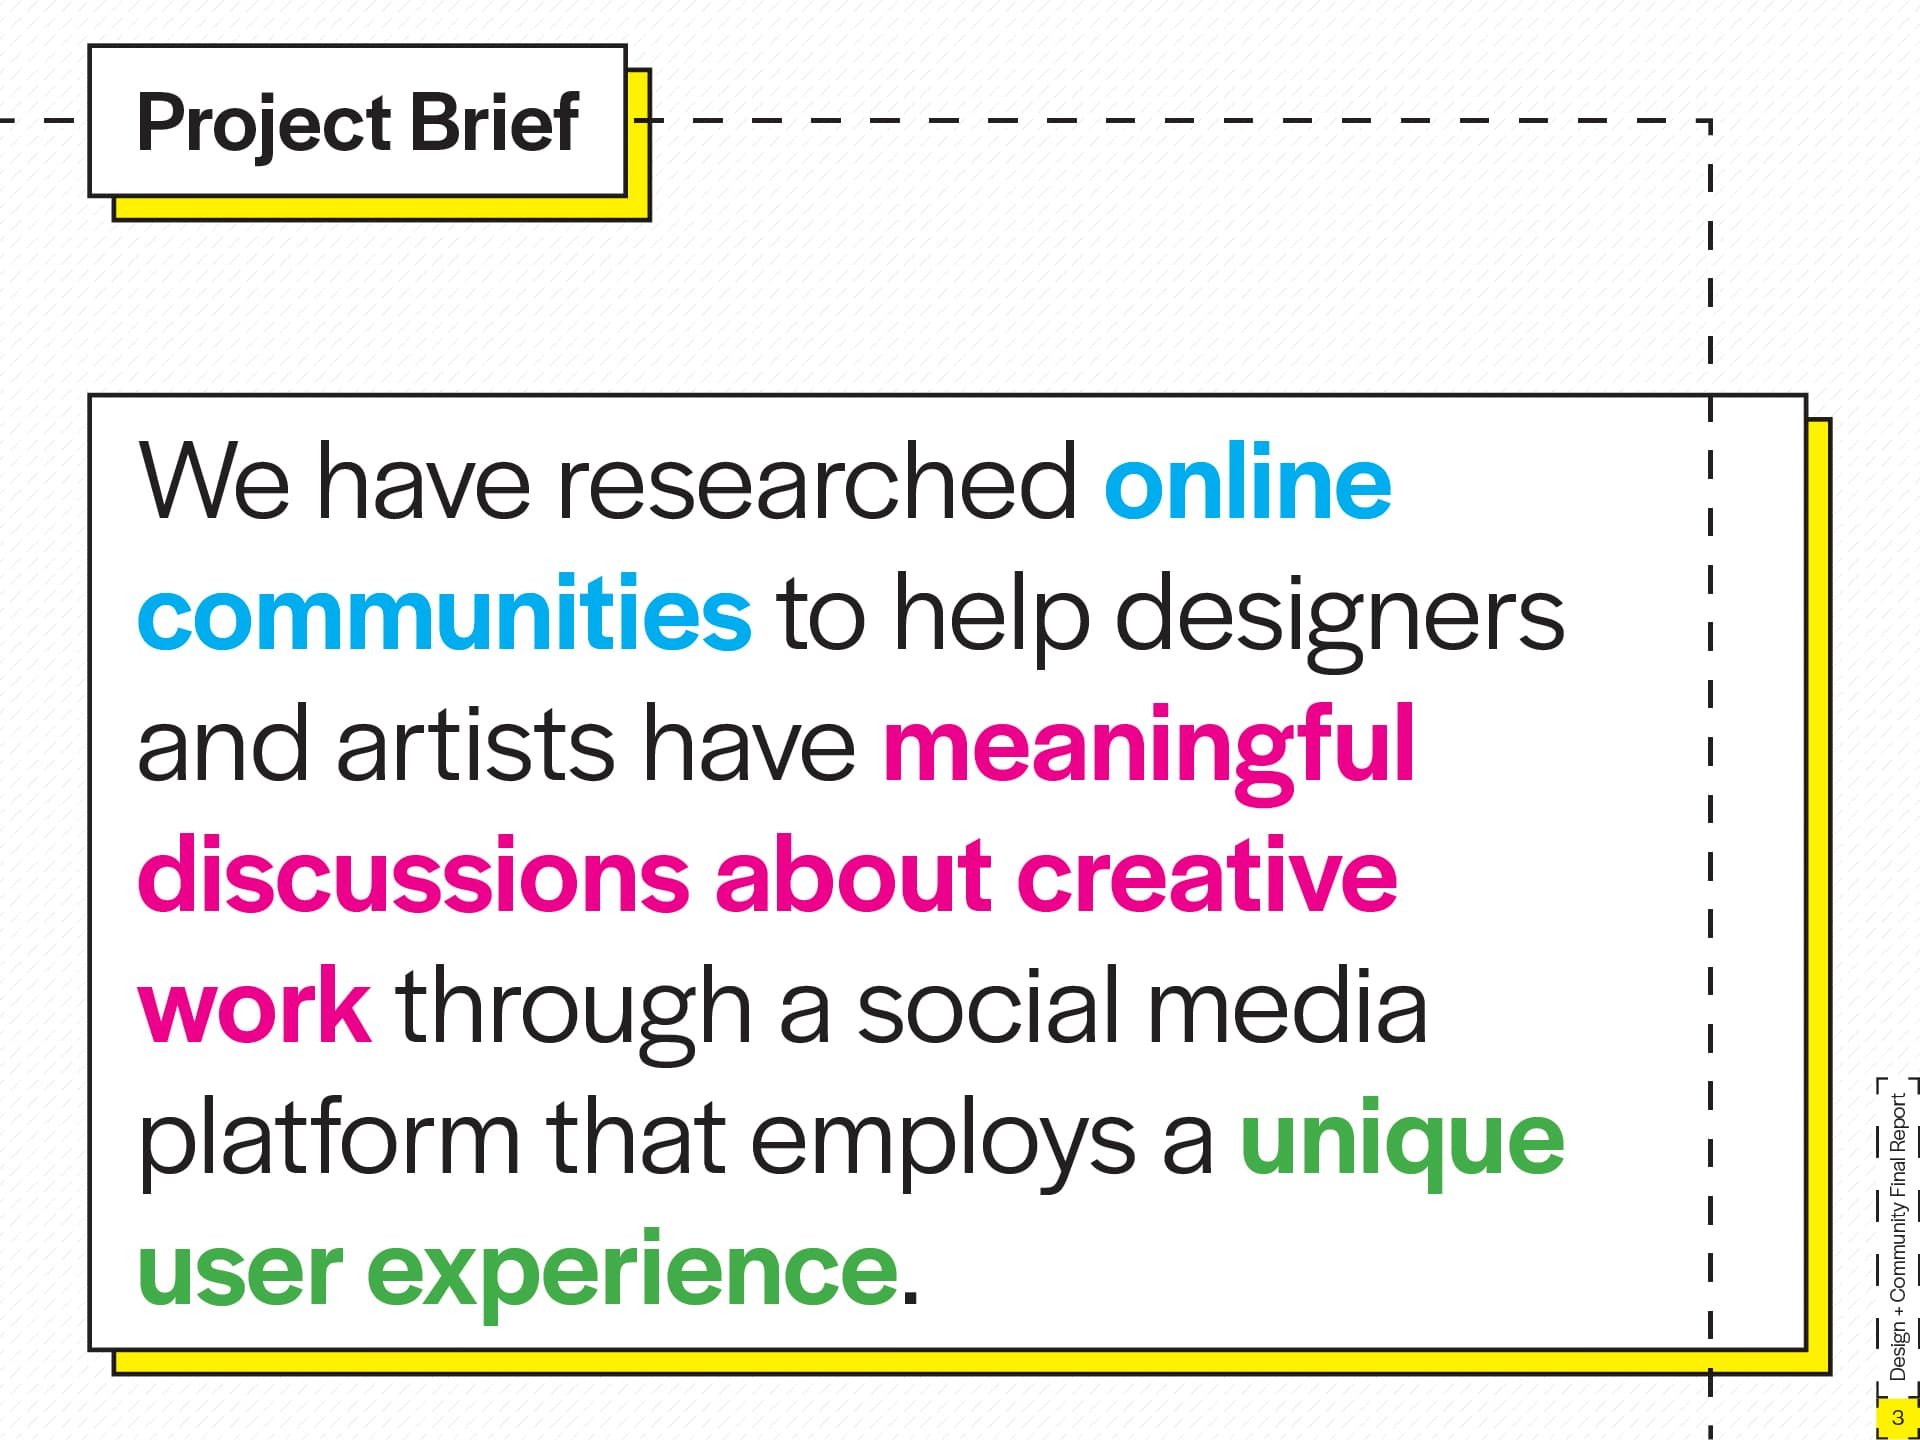 Project Brief
We have researched online
communities to help designers
and artists have meaningful
discussions about creative
work through a social media
platform that employs a unique
user experience.
Design + Community Final Report
3